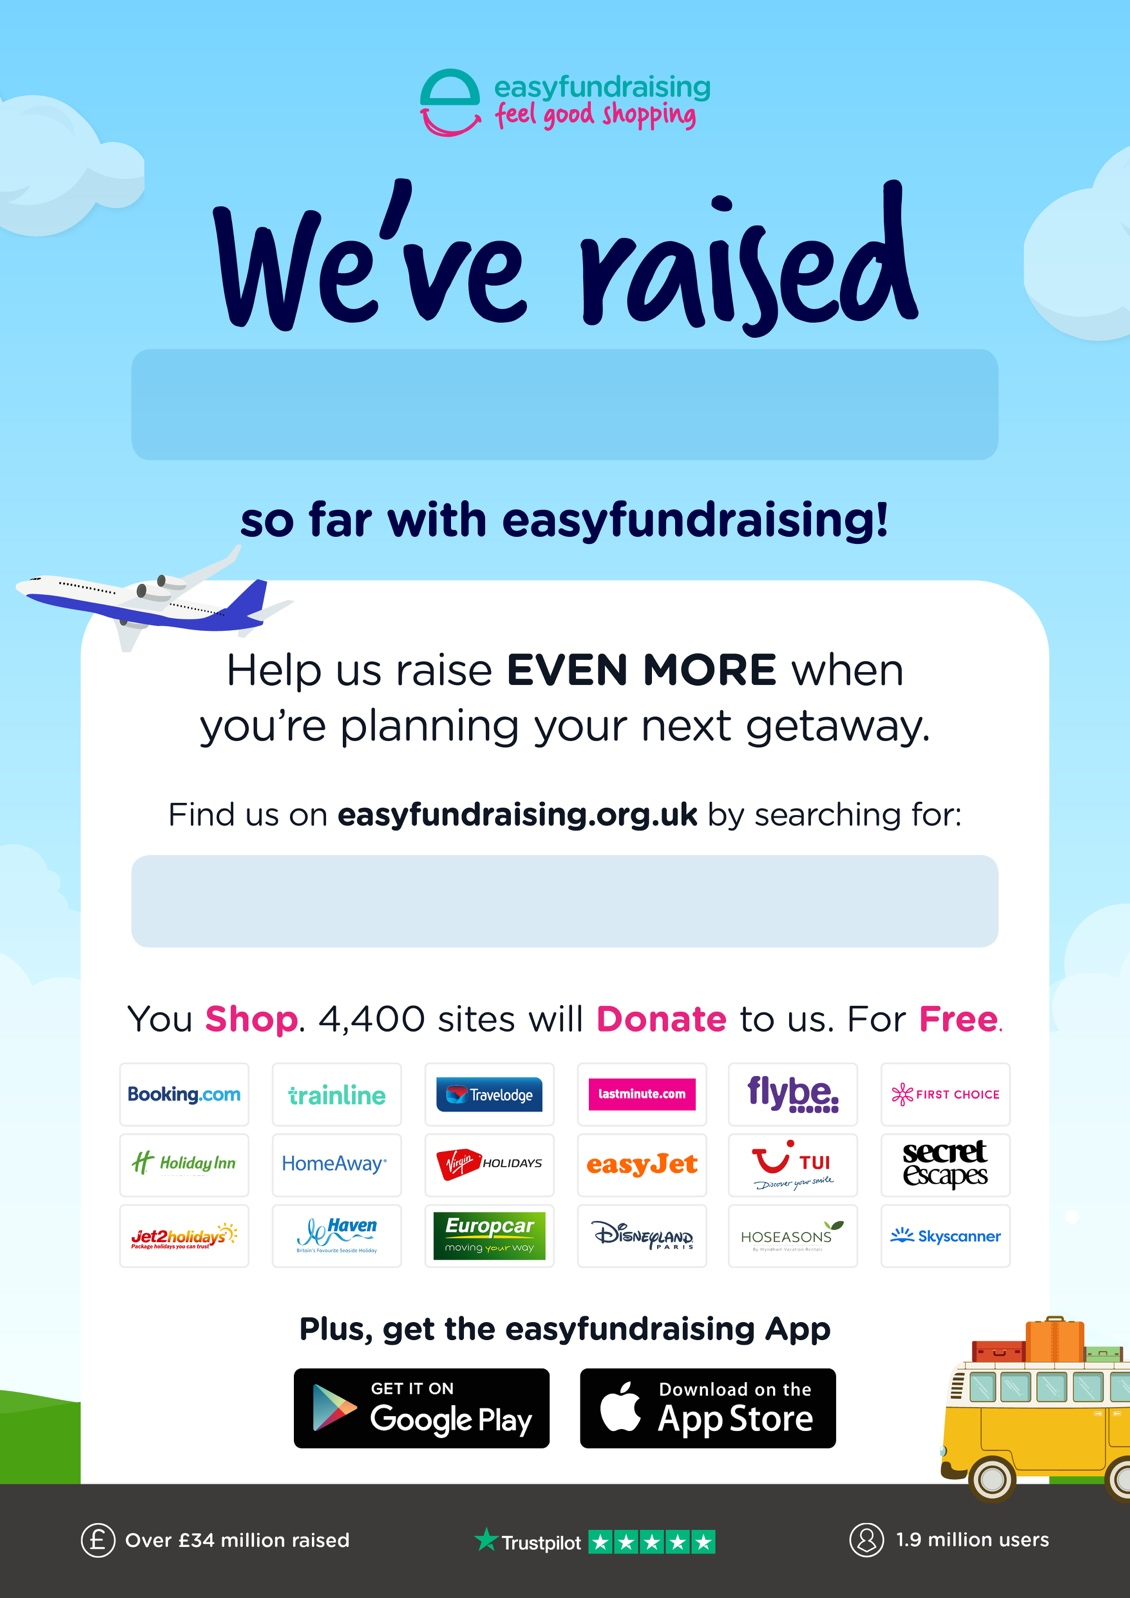 easyfundraising
feel good shopping
We've raised
so far with easyfundraising!
Help us raise EVEN MORE when
you're planning your next getaway.
Find us on easyfundraising.org.uk by searching for:
You Shop. 4,400 sites will Donate to us. For Free.
Booking.com
trainline
Travelodge
lastminute.com
flybe.
FIRST CHOICE
Holiday Inn
HomeAway
Virgin HOLIDAYS
easyJet
TUI
Discover your smile
secret
escapes
Jet2holidays
Package holidays you can trust
Haven
Britain's Favourite Seaside Holiday
Europcar
moving your way
Disneyland
PARIS
HOSEASONS
By Wyndham Vacation Rentals
Skyscanner
Plus, get the easyfundraising App
GET IT ON
Google Play
Download on the
App Store
£ Over £34 million raised
Trustpilot
1.9 million users